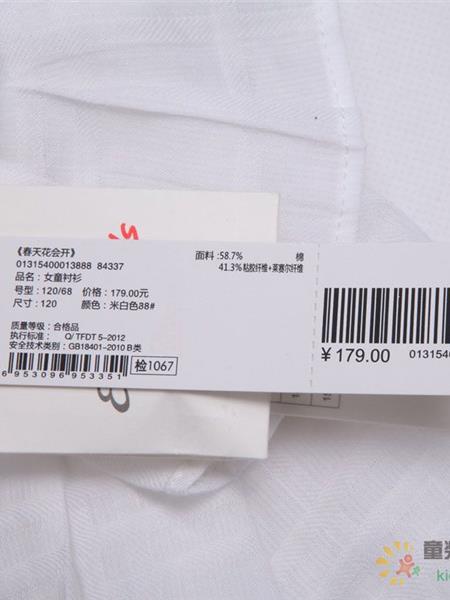 《春天花会开》
01315400013888 84337
品名：女童衬衫
号型：120/68 价格：179.00元
尺寸：120 颜色：米白色88#
质量等级：合格品
执行标准： Q/ TFDT 5-2012
安全技术类别：GB18401-2010 B类
6953096953351
检1067
面料：58.7% 棉
41.3%粘胶纤维+莱赛尔纤维
¥179.00
0131540
B
童
ki